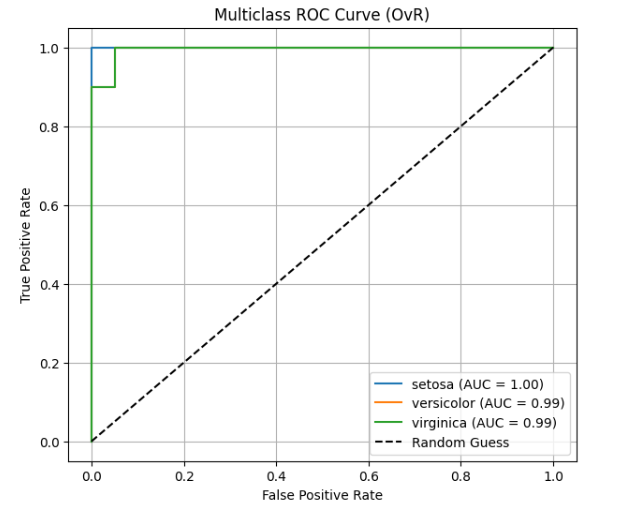 Multiclass ROC Curve (OvR)
1.0
0.8
0.6
0.4
0.2
0.0
True Positive Rate
0.0 0.2 0.4 0.6 0.8 1.0
False Positive Rate
setosa (AUC = 1.00)
versicolor (AUC = 0.99)
virginica (AUC = 0.99)
Random Guess